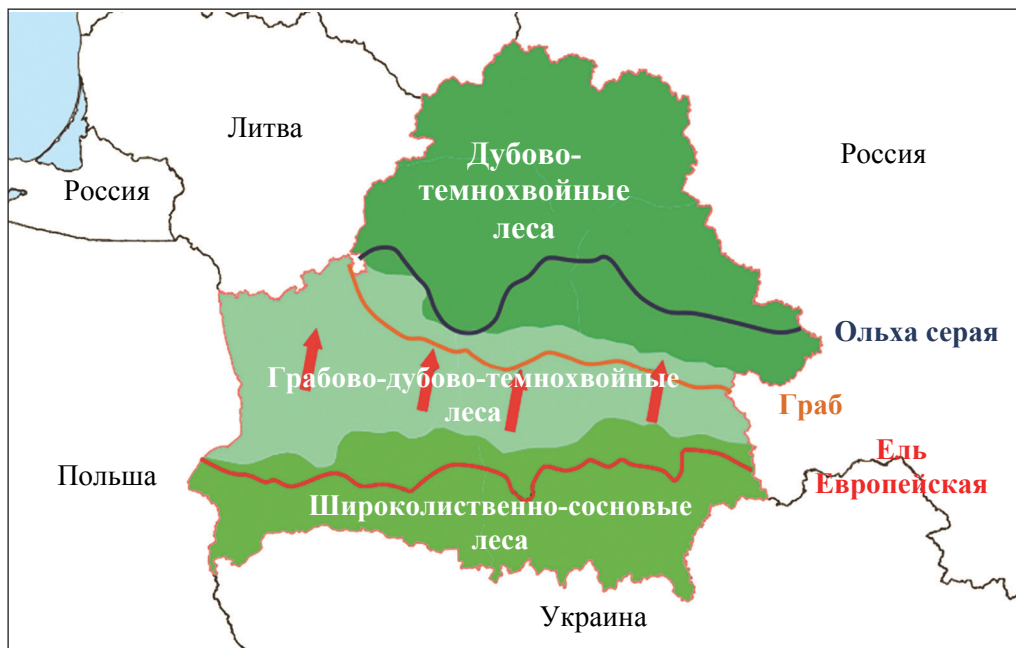 Литва
Россия
Россия
Дубово-
темнохвойные
леса
Ольха серая
Грабово-дубово-темнохвойные
леса
Граб
Польша
Ель
Европейская
Широколиственно-сосновые
леса
Украина